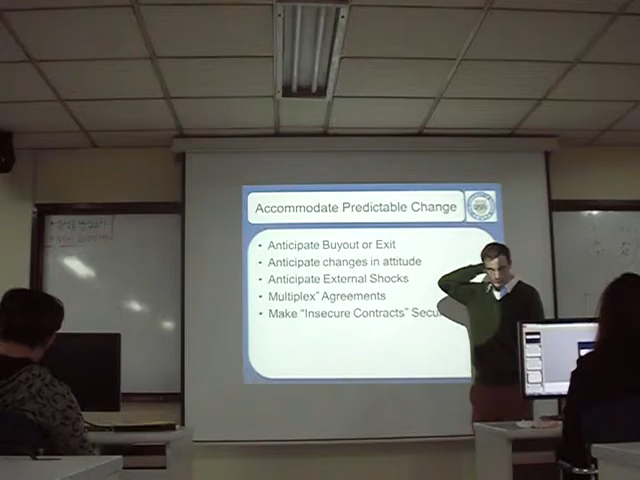 Accommodate Predictable Change
• Anticipate Buyout or Exit
• Anticipate changes in attitude
• Anticipate External Shocks
• Multiplex" Agreements
• Make "Insecure Contracts" Secu